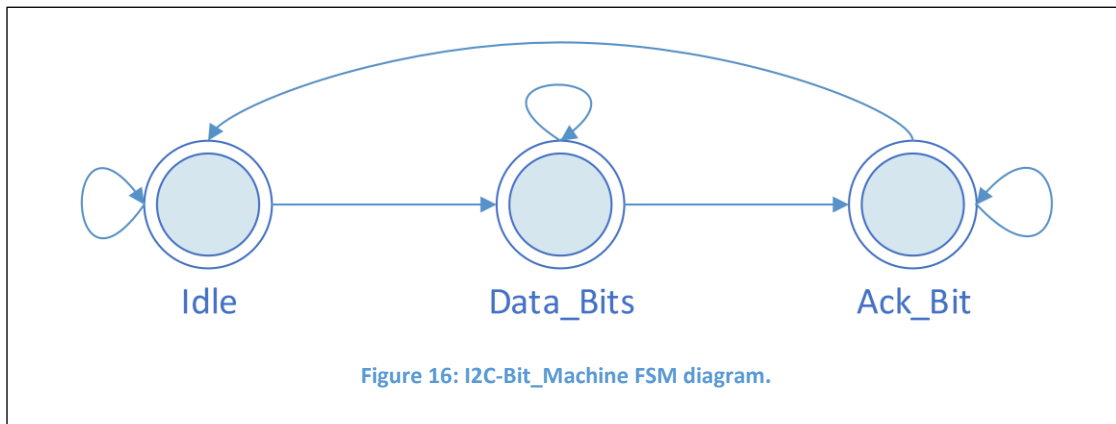 Idle
Data_Bits
Ack_Bit
Figure 16: I2C-Bit_Machine FSM diagram.